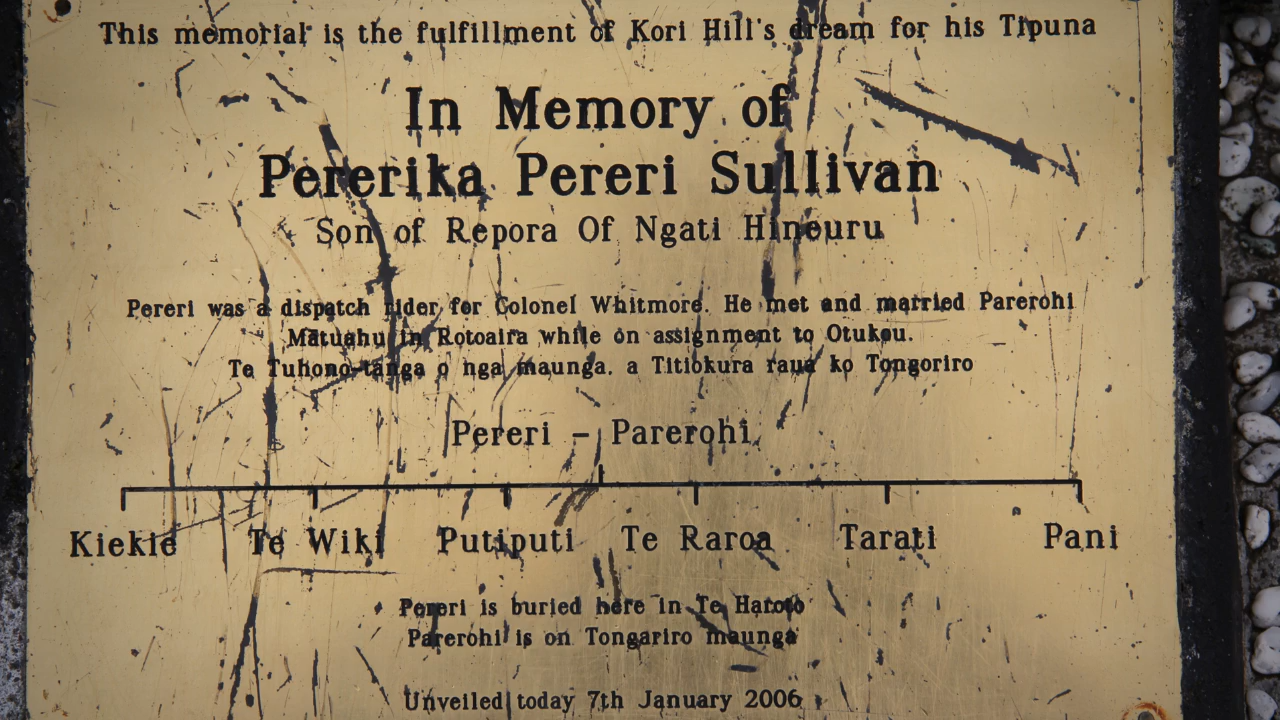 This memorial is the fulfillment of Kori Hill's dream for his Tipuna
In Memory of
Pererika Pereri Sullivan
Son of Repora Of Ngati Hineuru
Pereri was a dispatch rider for Colonel Whitmore. He met and married Parerohi
Matuahu in Rotoaira while on assignment to Otukou.
Te Tuhono-tanga o nga maunga, a Titiokura raua ko Tongoriro
Pereri - Parerohi
Kiekie Te Wiki Putiputi Te Raroa Tarati Pani
Pereri is buried here in Te Haroto
Parerohi is on Tongariro maunga
Unveiled today 7th January 2006